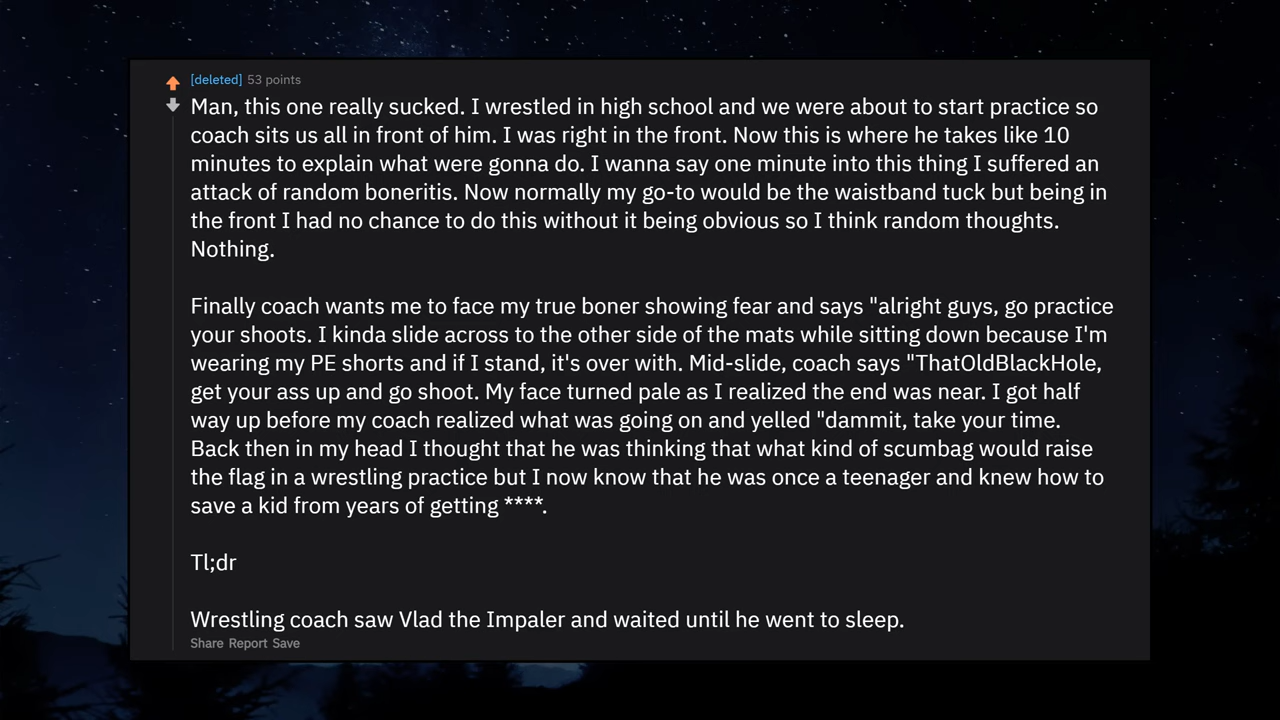 [deleted] 53 points
Man, this one really sucked. I wrestled in high school and we were about to start practice so
coach sits us all in front of him. I was right in the front. Now this is where he takes like 10
minutes to explain what were gonna do. I wanna say one minute into this thing I suffered an
attack of random boneritis. Now normally my go-to would be the waistband tuck but being in
the front I had no chance to do this without it being obvious so I think random thoughts.
Nothing.
Finally coach wants me to face my true boner showing fear and says "alright guys, go practice
your shoots. I kinda slide across to the other side of the mats while sitting down because I'm
wearing my PE shorts and if I stand, it's over with. Mid-slide, coach says "ThatOldBlackHole,
get your ass up and go shoot. My face turned pale as I realized the end was near. I got half
way up before my coach realized what was going on and yelled "dammit, take your time.
Back then in my head I thought that he was thinking that what kind of scumbag would raise
the flag in a wrestling practice but I now know that he was once a teenager and knew how to
save a kid from years of getting ****.
Tl;dr
Wrestling coach saw Vlad the Impaler and waited until he went to sleep.
Share Report Save